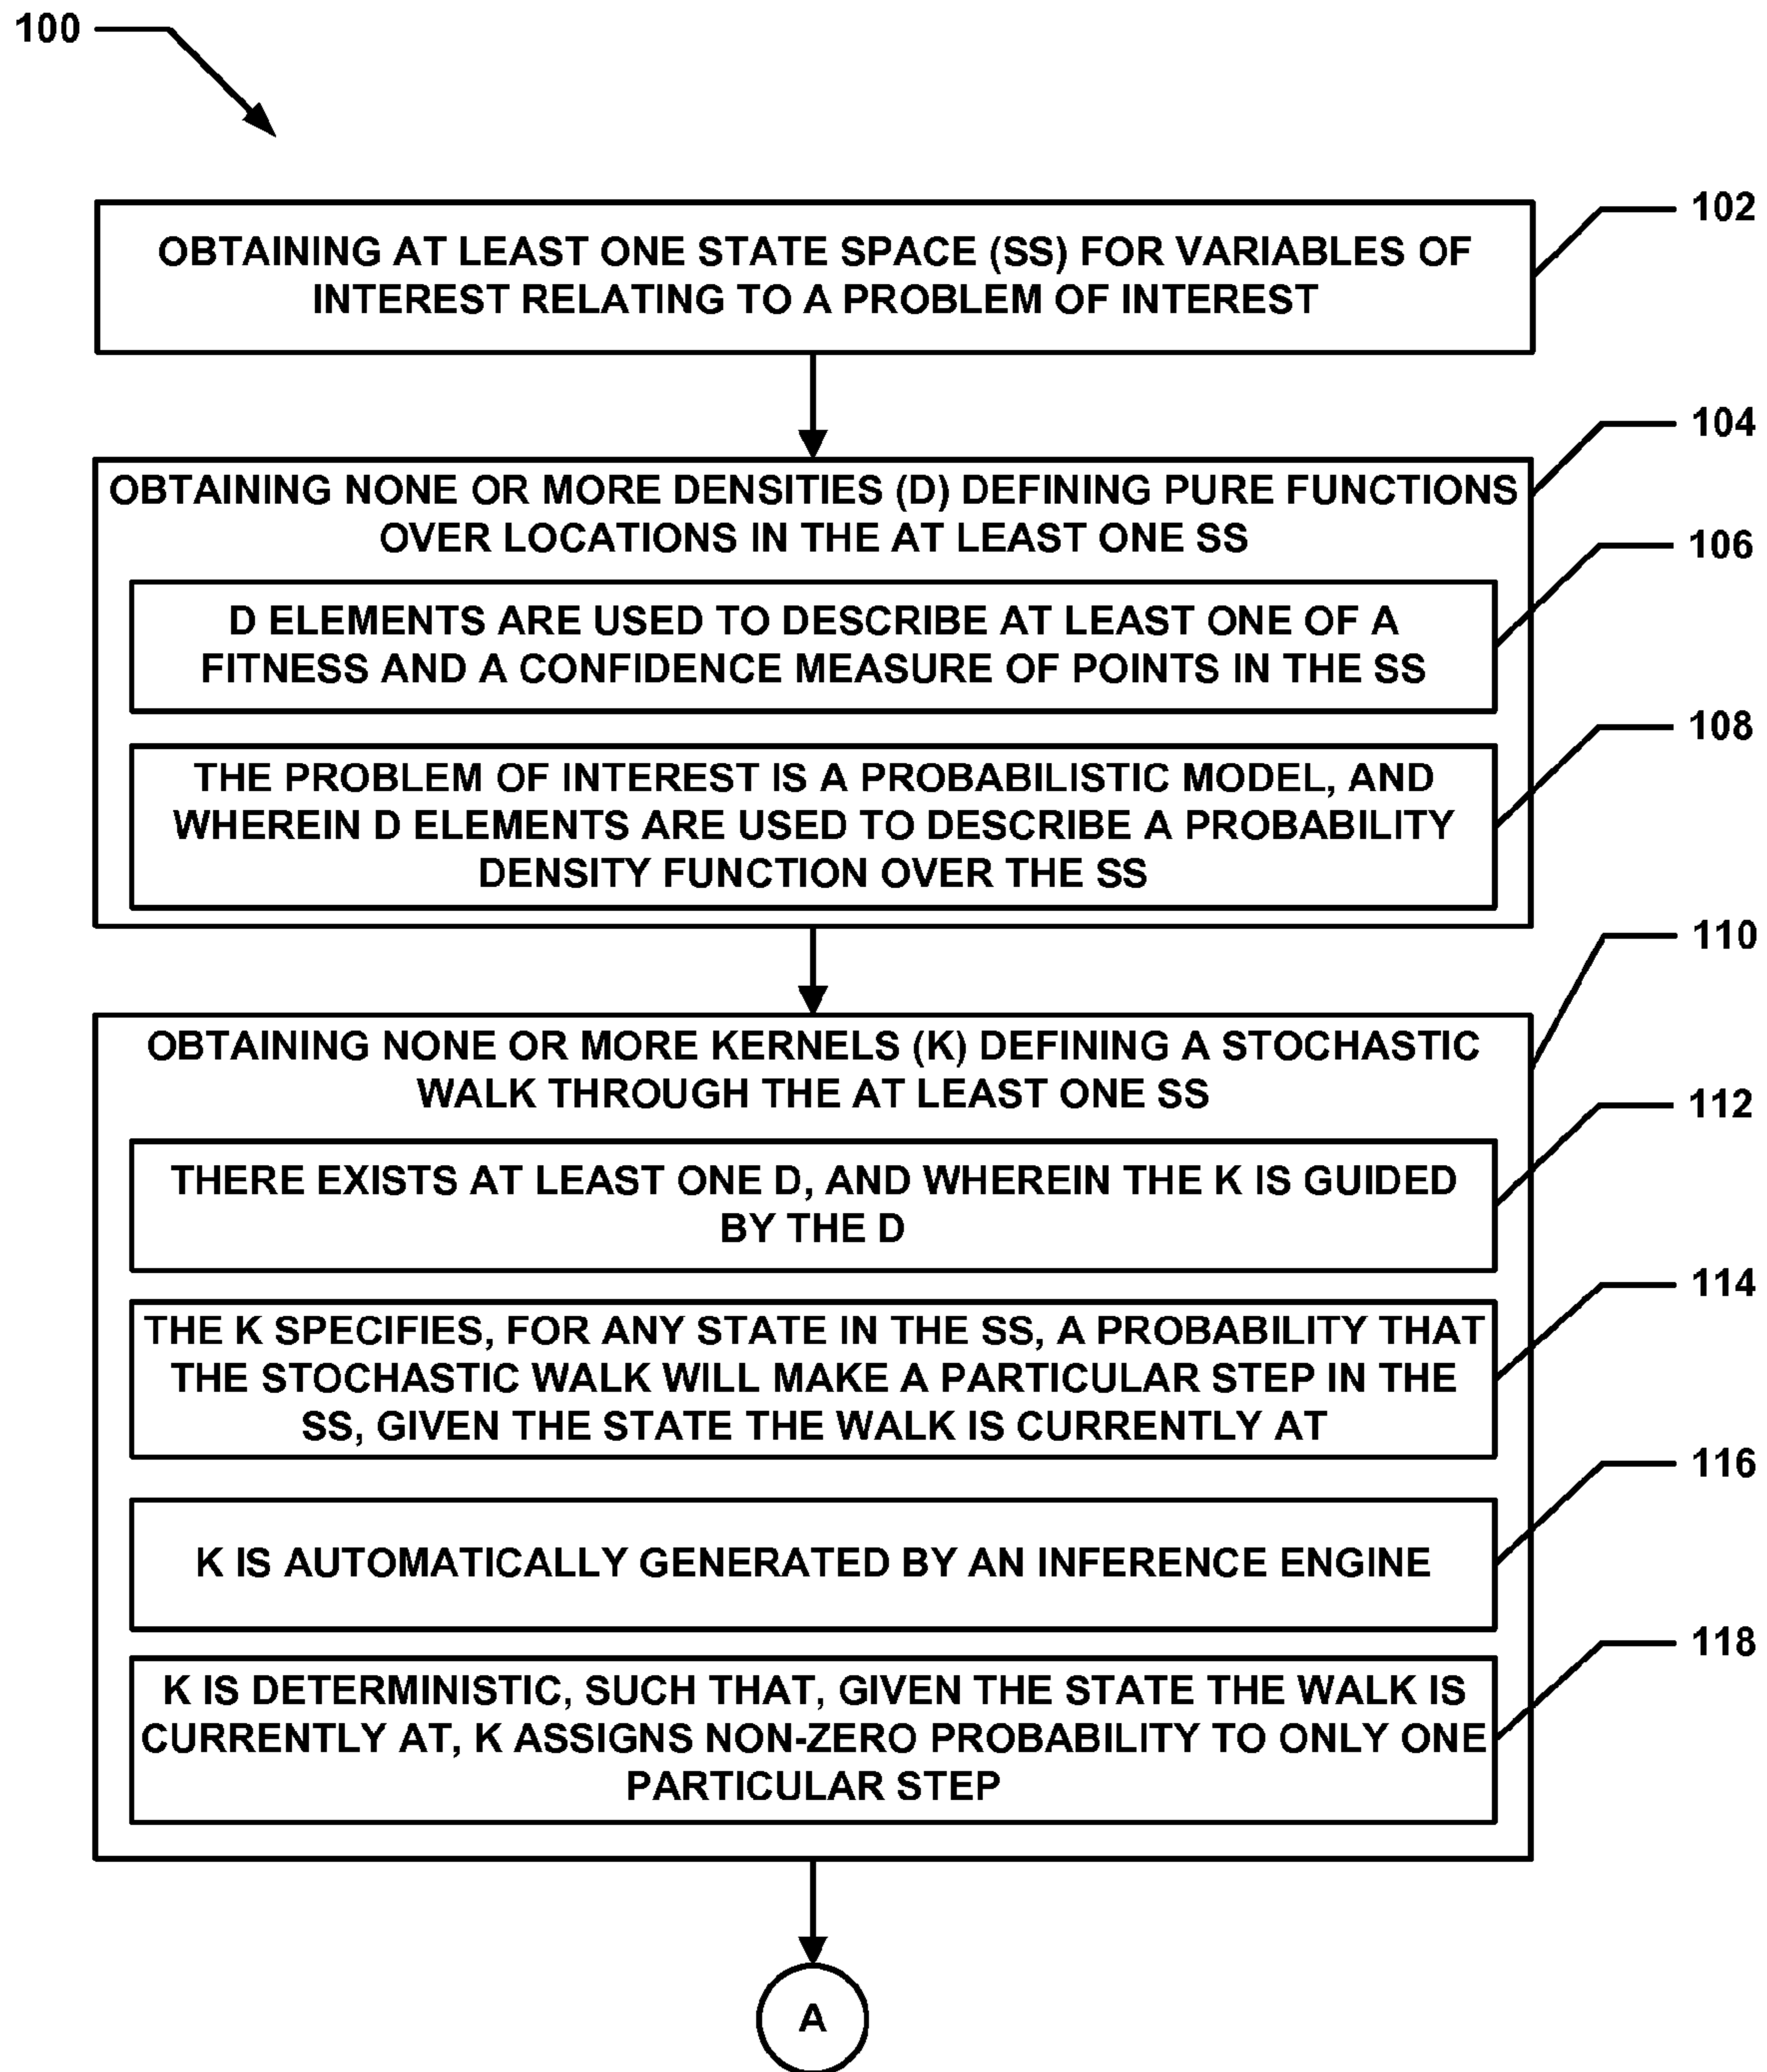 100
OBTAINING AT LEAST ONE STATE SPACE (SS) FOR VARIABLES OF
INTEREST RELATING TO A PROBLEM OF INTEREST
102
OBTAINING NONE OR MORE DENSITIES (D) DEFINING PURE FUNCTIONS
OVER LOCATIONS IN THE AT LEAST ONE SS
104
D ELEMENTS ARE USED TO DESCRIBE AT LEAST ONE OF A
FITNESS AND A CONFIDENCE MEASURE OF POINTS IN THE SS
106
THE PROBLEM OF INTEREST IS A PROBABILISTIC MODEL, AND
WHEREIN D ELEMENTS ARE USED TO DESCRIBE A PROBABILITY
DENSITY FUNCTION OVER THE SS
108
OBTAINING NONE OR MORE KERNELS (K) DEFINING A STOCHASTIC
WALK THROUGH THE AT LEAST ONE SS
110
THERE EXISTS AT LEAST ONE D, AND WHEREIN THE K IS GUIDED
BY THE D
112
THE K SPECIFIES, FOR ANY STATE IN THE SS, A PROBABILITY THAT
THE STOCHASTIC WALK WILL MAKE A PARTICULAR STEP IN THE
SS, GIVEN THE STATE THE WALK IS CURRENTLY AT
114
K IS AUTOMATICALLY GENERATED BY AN INFERENCE ENGINE
116
K IS DETERMINISTIC, SUCH THAT, GIVEN THE STATE THE WALK IS
CURRENTLY AT, K ASSIGNS NON-ZERO PROBABILITY TO ONLY ONE
PARTICULAR STEP
118
A